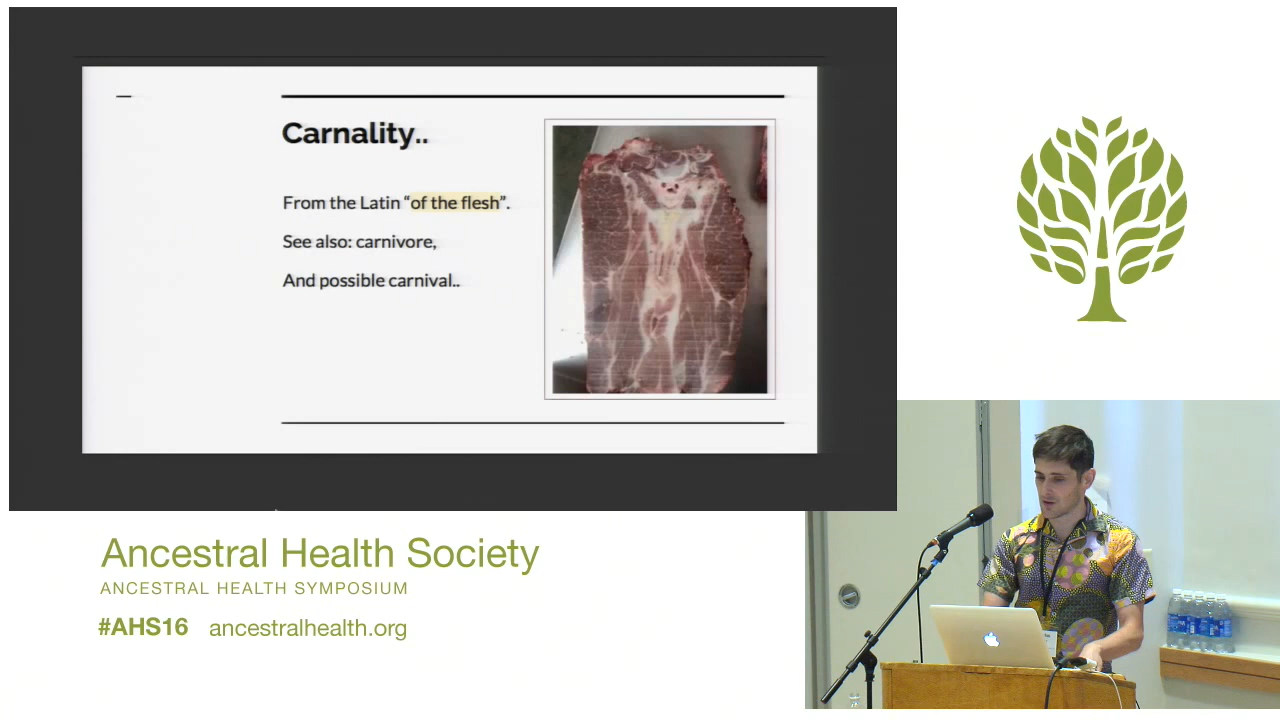 Carnality..
From the Latin “of the flesh”.
See also: carnivore,
And possible carnival..
Ancestral Health Society
ANCESTRAL HEALTH SYMPOSIUM
#AHS16 ancestralhealth.org